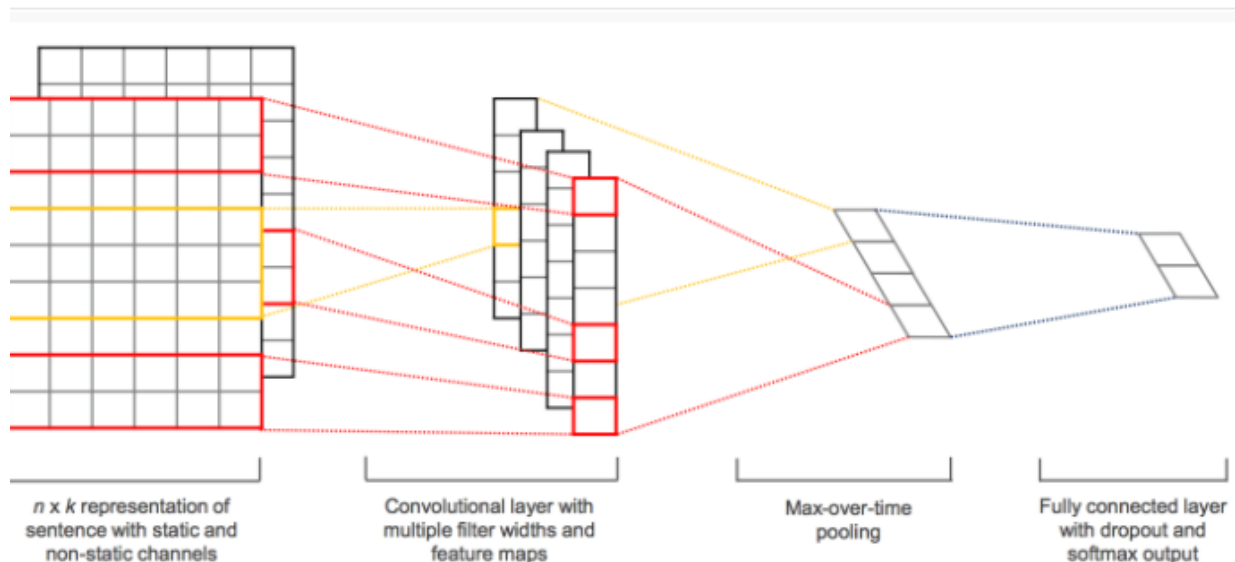 n x k representation of
sentence with static and
non-static channels
Convolutional layer with
multiple filter widths and
feature maps
Max-over-time
pooling
Fully connected layer
with dropout and
softmax output